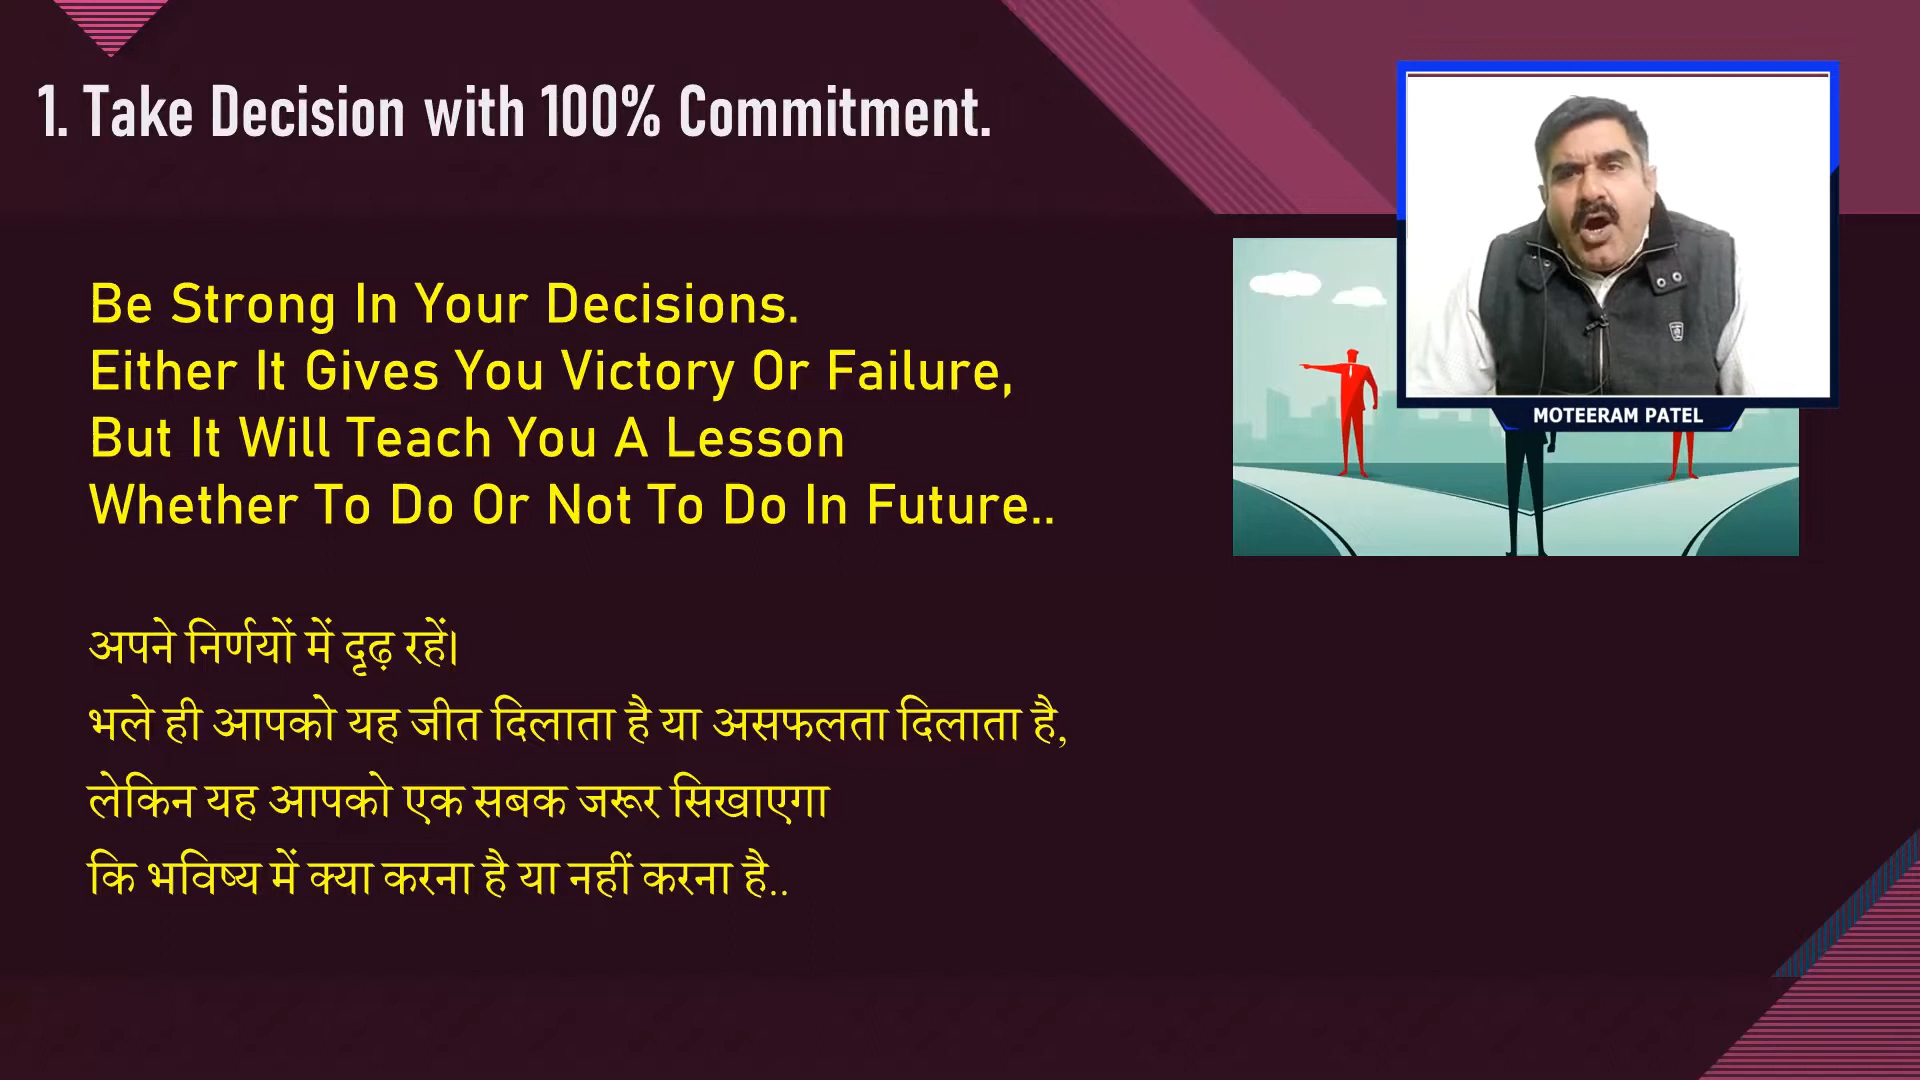 1. Take Decision with 100% Commitment.
Be Strong In Your Decisions.
Either It Gives You Victory Or Failure,
But It Will Teach You A Lesson
Whether To Do Or Not To Do In Future..
अपने निर्णयों में दृढ़ रहें।
भले ही आपको यह जीत दिलाता है या असफलता दिलाता है,
लेकिन यह आपको एक सबक जरूर सिखाएगा
कि भविष्य में क्या करना है या नहीं करना है..
MOTEERAM PATEL